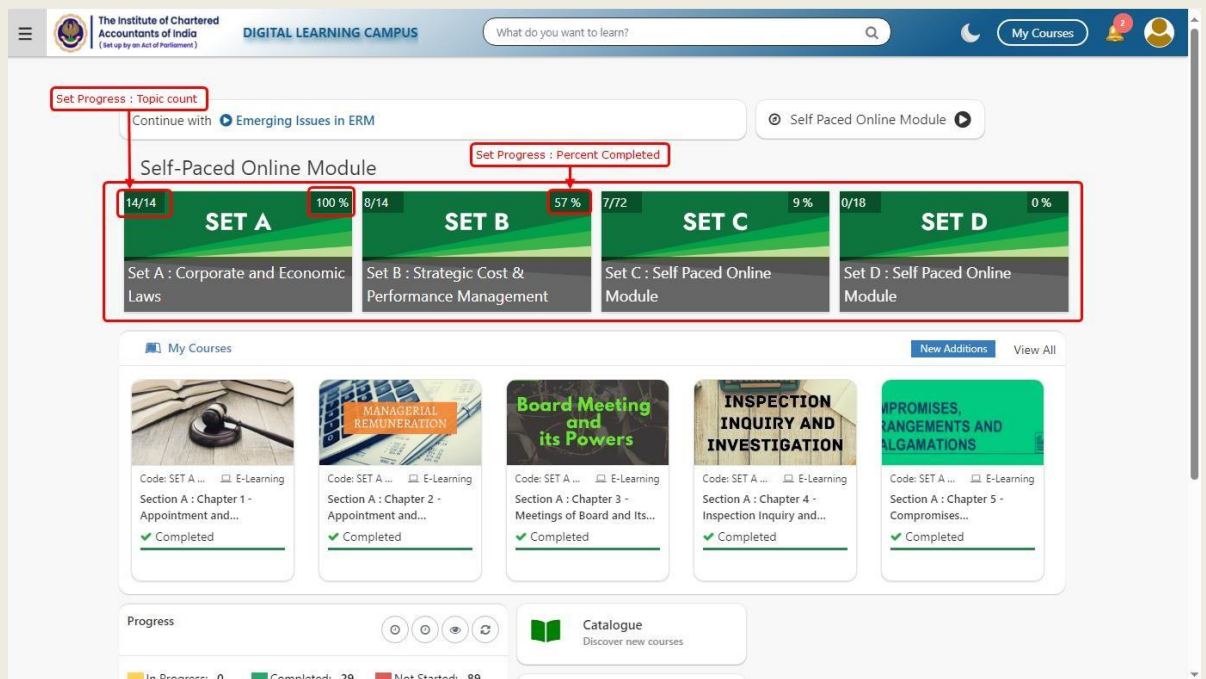 The Institute of Chartered
Accountants of India
(Set up by an Act of Parliament)
DIGITAL LEARNING CAMPUS
What do you want to learn?
My Courses
2
Set Progress : Topic count
Continue with Emerging Issues in ERM
Self Paced Online Module
Set Progress : Percent Completed
Self-Paced Online Module
14/14 100 % 8/14 57 % 7/72 9 % 0/18 0 %
SET A SET B SET C SET D
Set A : Corporate and Economic Laws
Set B : Strategic Cost &
Performance Management
Set C : Self Paced Online
Module
Set D : Self Paced Online
Module
My Courses
New Additions View All
MANAGERIAL
REMUNERATION
Board Meeting
and
its Powers
INSPECTION
INQUIRY AND
INVESTIGATION
MPROMISES,
RANGEMENTS AND
ALGAMATIONS
Code: SET A ... E-Learning
Section A : Chapter 1 -
Appointment and...
Completed
Code: SET A ... E-Learning
Section A : Chapter 2 -
Appointment and...
Completed
Code: SET A ... E-Learning
Section A : Chapter 3 -
Meetings of Board and Its...
Completed
Code: SET A ... E-Learning
Section A : Chapter 4 -
Inspection Inquiry and...
Completed
Code: SET A ... E-Learning
Section A : Chapter 5 -
Compromises...
Completed
Progress
Catalogue
Discover new courses
In Progress: 0 Completed: 29 Not Started: 89